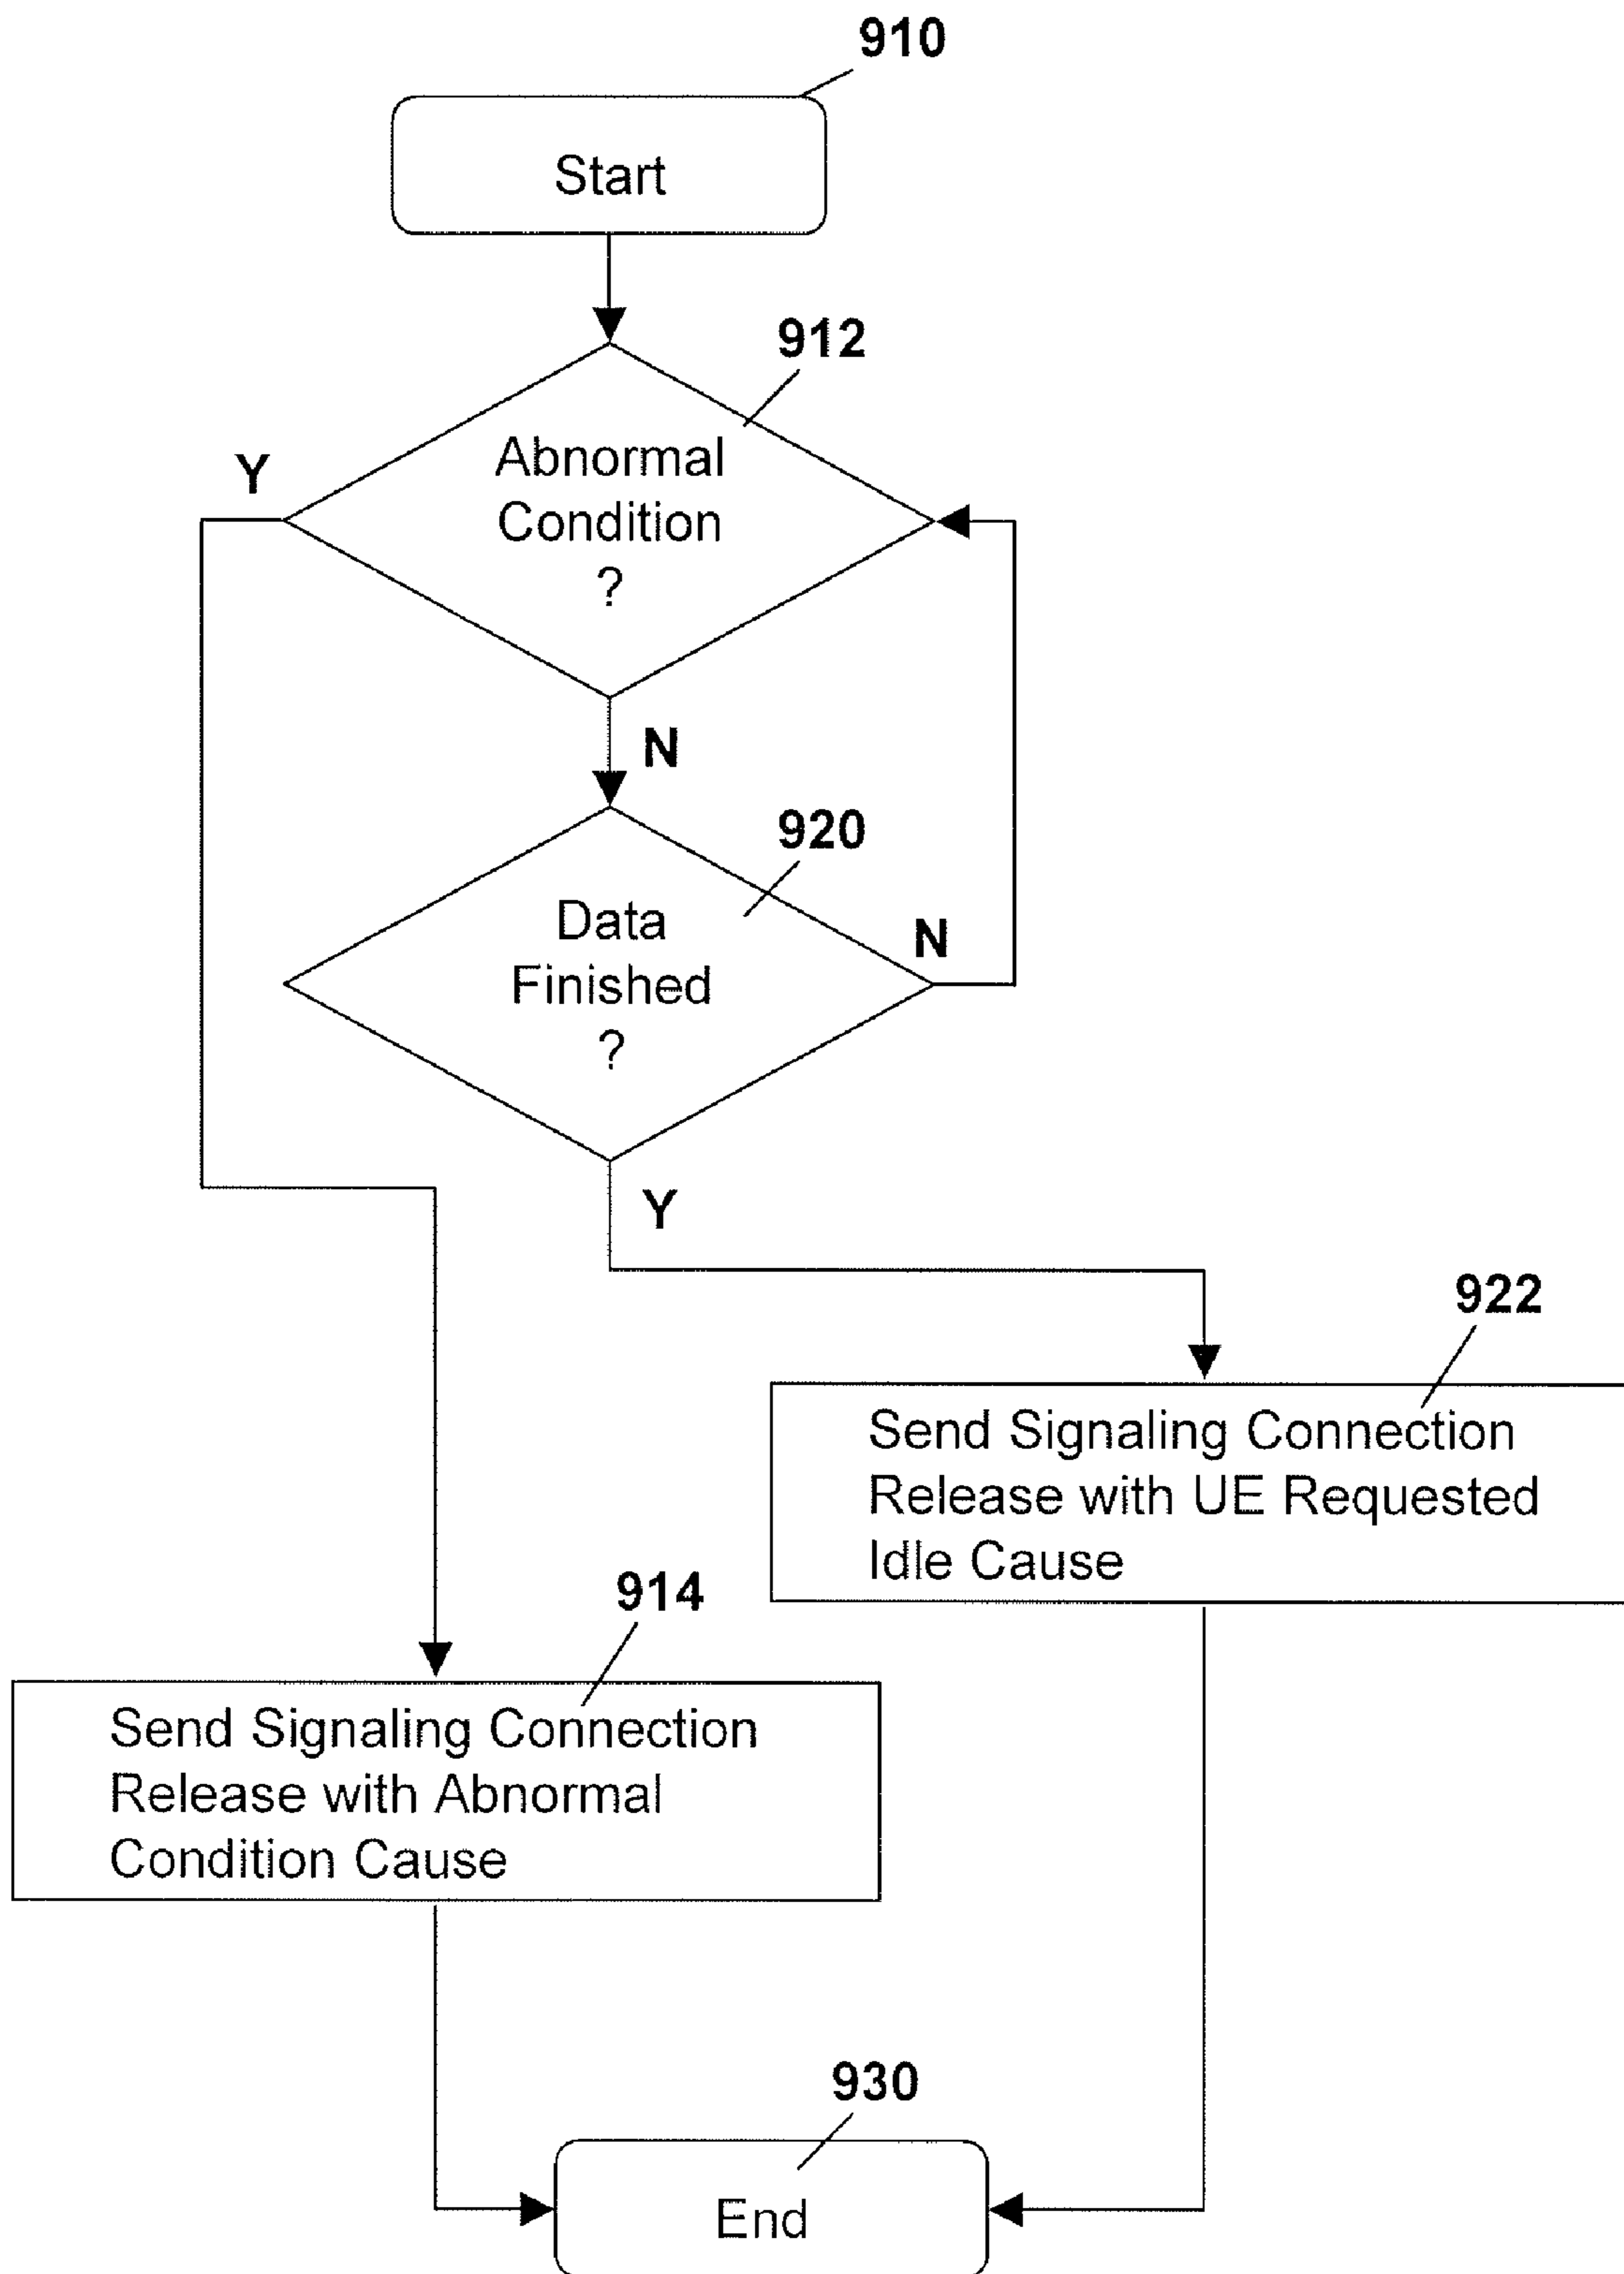 910
Start
912
Abnormal
Condition
?
Y
N
920
Data
Finished
?
N
Y
922
Send Signaling Connection
Release with UE Requested
Idle Cause
914
Send Signaling Connection
Release with Abnormal
Condition Cause
930
End